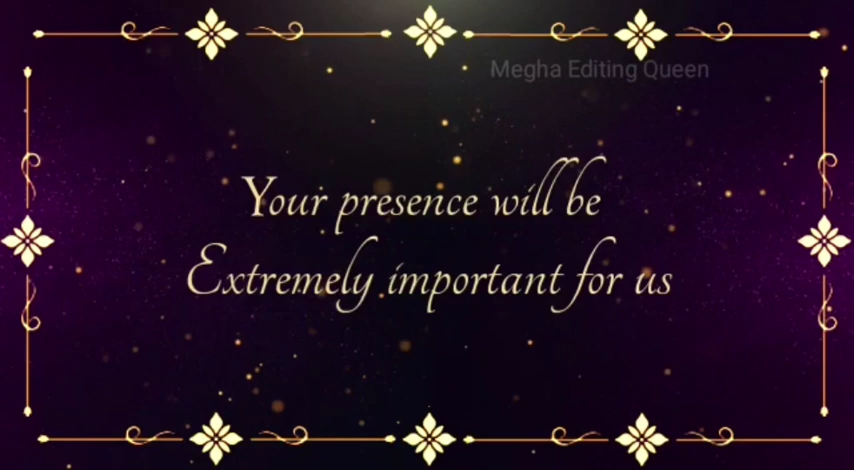 Megha Editing Queen
Your presence will be
Extremely important for us